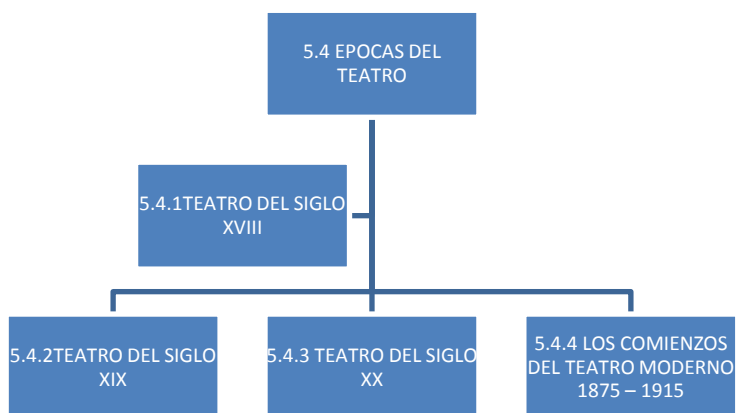 5.4 EPOCAS DEL
TEATRO
5.4.1TEATRO DEL SIGLO
XVIII
5.4.2TEATRO DEL SIGLO
XIX
5.4.3 TEATRO DEL SIGLO
XX
5.4.4 LOS COMIENZOS
DEL TEATRO MODERNO
1875 – 1915